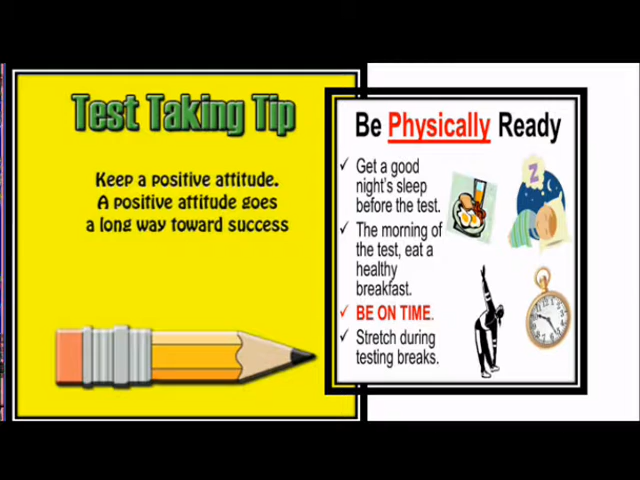 Test Taking Tip
Keep a positive attitude.
A positive attitude goes
a long way toward success
Be Physically Ready
✓ Get a good
night's sleep
before the test.
✓ The morning of
the test, eat a
healthy
breakfast.
✓ BE ON TIME.
✓ Stretch during
testing breaks.
Z